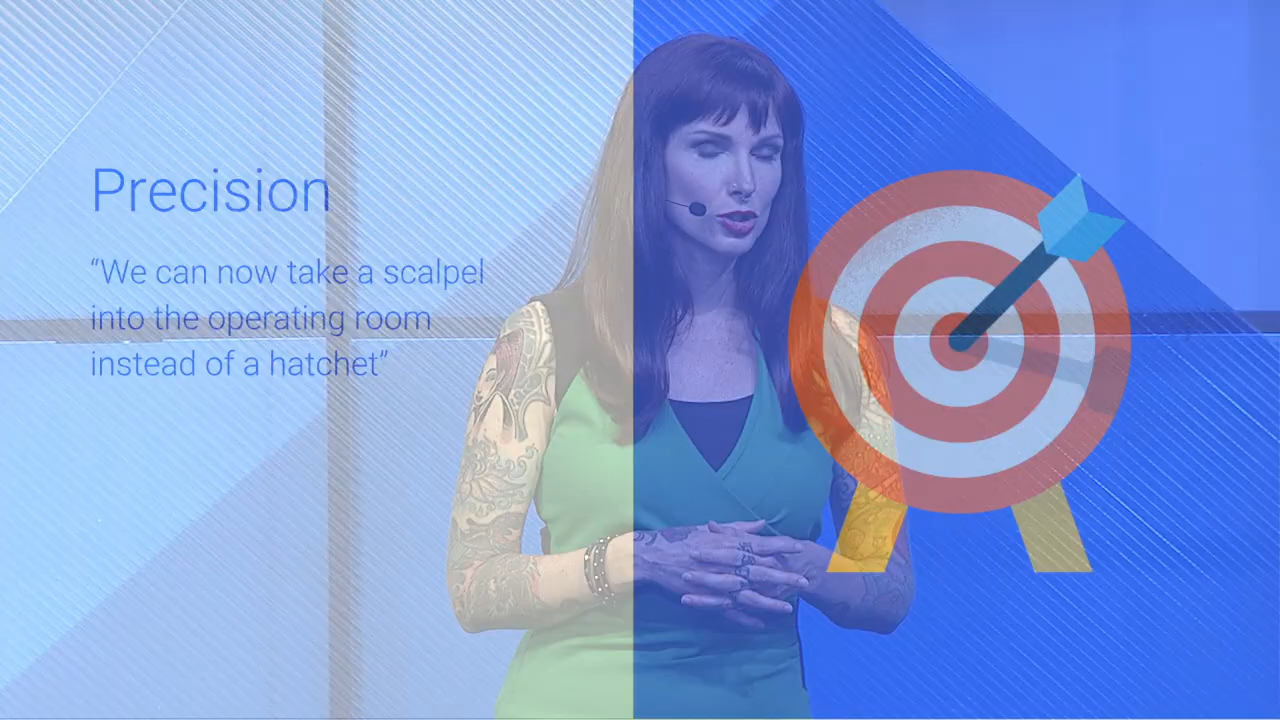 Precision
“We can now take a scalpel
into the operating room
instead of a hatchet”